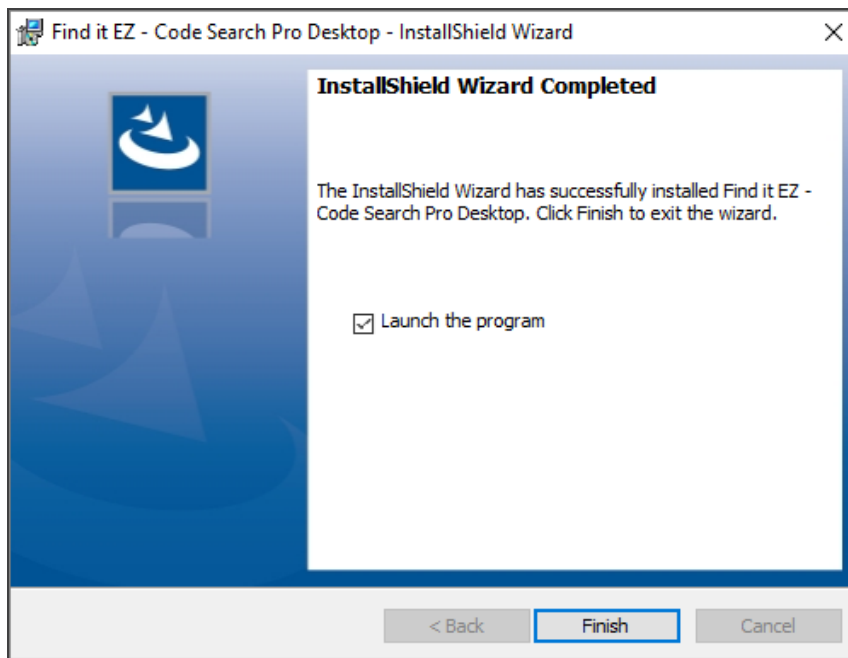 Find it EZ - Code Search Pro Desktop - InstallShield Wizard
InstallShield Wizard Completed
The InstallShield Wizard has successfully installed Find it EZ -
Code Search Pro Desktop. Click Finish to exit the wizard.
Launch the program
< Back
Finish
Cancel